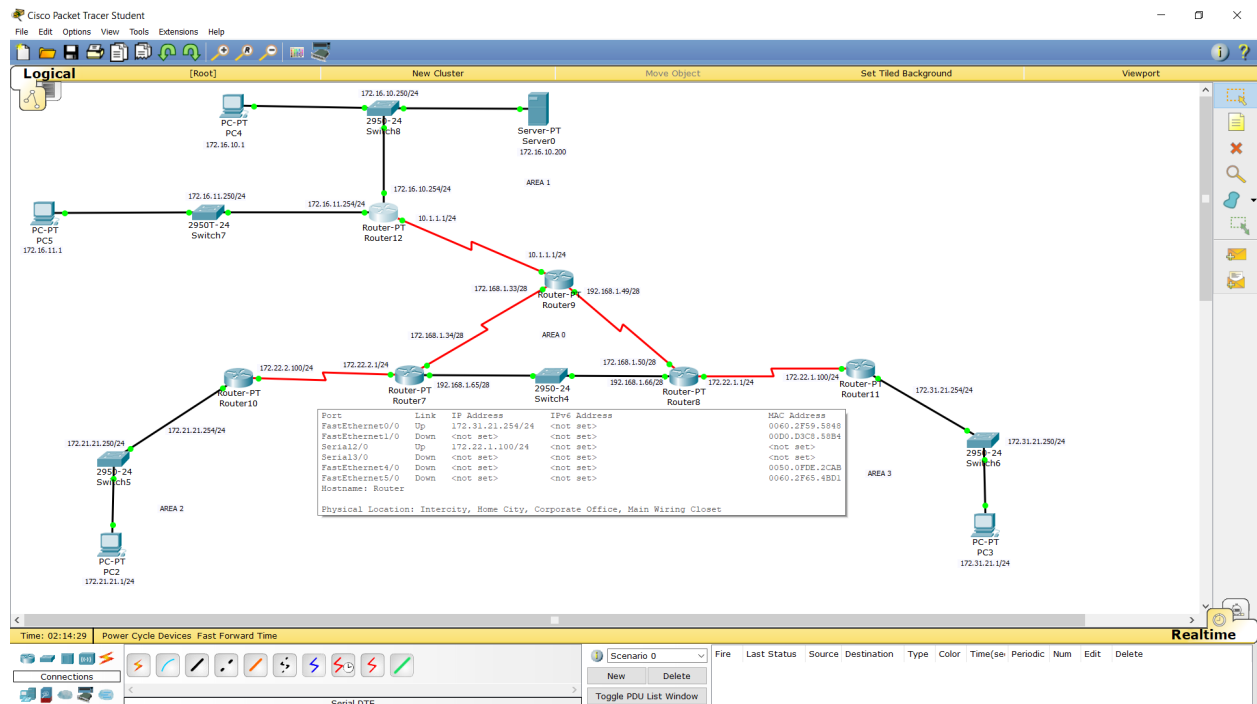 Cisco Packet Tracer Student
File Edit Options View Tools Extensions Help
Logical [Root] New Cluster Move Object Set Tiled Background Viewport
172.16.10.250/24
PC-PT
PC4
172.16.10.1
2950-24
Switch8
Server-PT
Server0
172.16.10.200
AREA 1
172.16.10.254/24
172.16.11.250/24
172.16.11.254/24
PC-PT
PC5
172.16.11.1
2950T-24
Switch7
Router-PT
Router12
10.1.1.1/24
10.1.1.1/24
172.168.1.33/28
Router-PT
Router9
192.168.1.49/28
172.168.1.34/28
AREA 0
172.168.1.50/28
172.22.2.100/24
172.22.2.1/24
Router-PT
Router10
Router-PT
Router7
192.168.1.65/28
2950-24
Switch4
192.168.1.66/28
Router-PT
Router8
172.22.1.1/24
172.22.1.100/24
Router-PT
Router11
172.31.21.254/24
172.21.21.254/24
172.21.21.250/24
2950-24
Switch5
AREA 2
PC-PT
PC2
172.21.21.1/24
Port Link IP Address IPv6 Address MAC Address
FastEthernet0/0 Up 172.31.21.254/24 <not set> 0060.2F59.5848
FastEthernet1/0 Down <not set> <not set> 00D0.D3C8.58B4
Serial2/0 Up 172.22.1.100/24 <not set> <not set>
Serial3/0 Down <not set> <not set> <not set>
FastEthernet4/0 Down <not set> <not set> 0050.0FDE.2CAB
FastEthernet5/0 Down <not set> <not set> 0060.2F65.4BD1
Hostname: Router
Physical Location: Intercity, Home City, Corporate Office, Main Wiring Closet
172.31.21.250/24
2950-24
Switch6
AREA 3
PC-PT
PC3
172.31.21.1/24
Time: 02:14:29 Power Cycle Devices Fast Forward Time
Realtime
Connections
Serial DTE
Scenario 0
New Delete
Toggle PDU List Window
Fire Last Status Source Destination Type Color Time(se Periodic Num Edit Delete